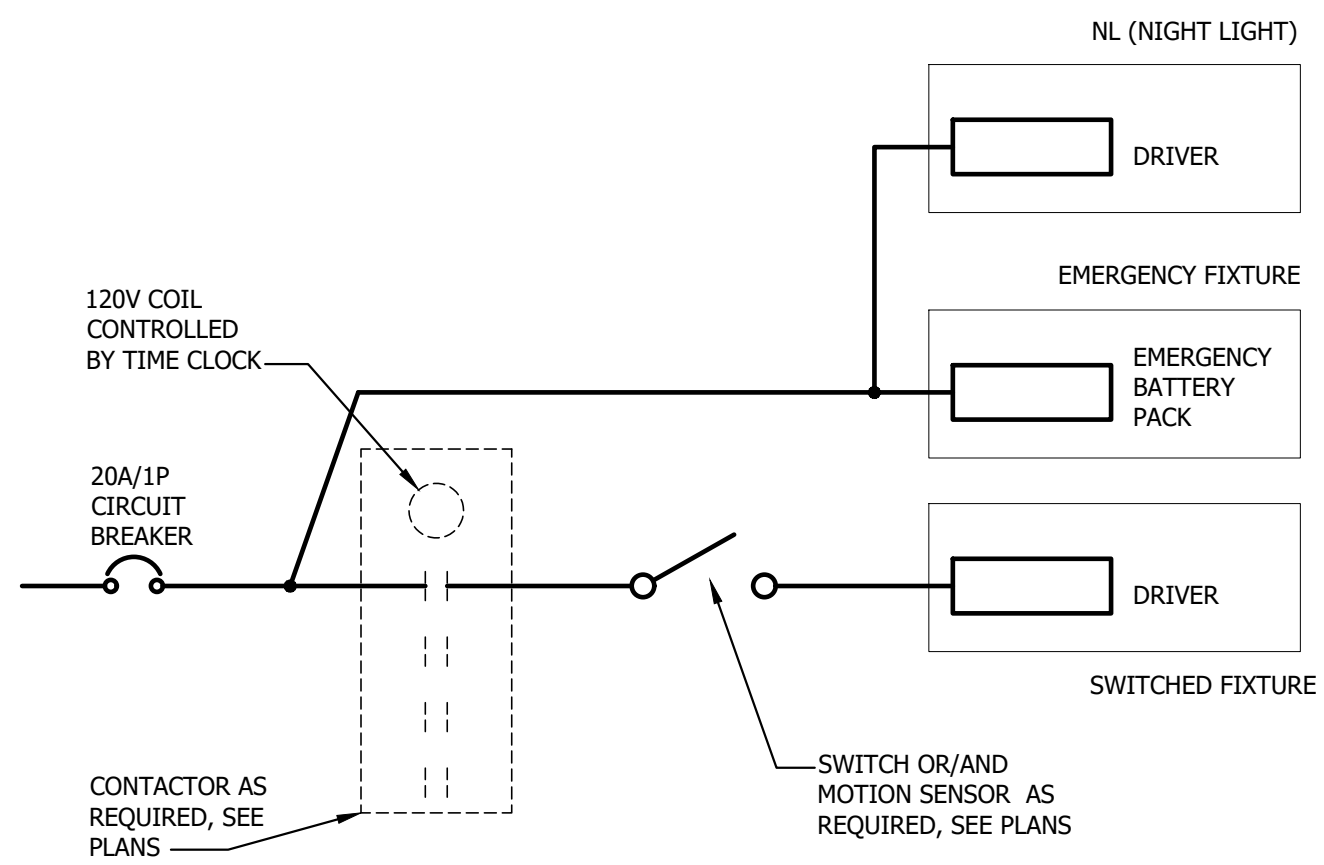 NL (NIGHT LIGHT)
DRIVER
EMERGENCY FIXTURE
120V COIL
CONTROLLED
BY TIME CLOCK
EMERGENCY
BATTERY
PACK
20A/1P
CIRCUIT
BREAKER
DRIVER
SWITCHED FIXTURE
CONTACTOR AS
REQUIRED, SEE
PLANS
SWITCH OR/AND
MOTION SENSOR AS
REQUIRED, SEE PLANS